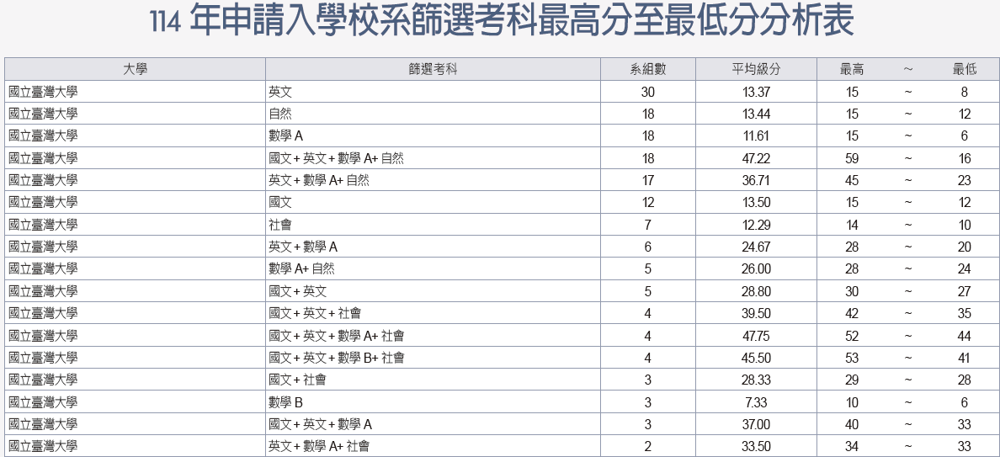 114 年申請入學校系篩選考科最高分至最低分分析表
大學 篩選考科 系組數 平均級分 最高 ~ 最低
國立臺灣大學 英文 30 13.37 15 ~ 8
國立臺灣大學 自然 18 13.44 15 ~ 12
國立臺灣大學 數學 A 18 11.61 15 ~ 6
國立臺灣大學 國文 + 英文 + 數學 A+ 自然 18 47.22 59 ~ 16
國立臺灣大學 英文 + 數學 A+ 自然 17 36.71 45 ~ 23
國立臺灣大學 國文 12 13.50 15 ~ 12
國立臺灣大學 社會 7 12.29 14 ~ 10
國立臺灣大學 英文 + 數學 A 6 24.67 28 ~ 20
國立臺灣大學 數學 A+ 自然 5 26.00 28 ~ 24
國立臺灣大學 國文 + 英文 5 28.80 30 ~ 27
國立臺灣大學 國文 + 英文 + 社會 4 39.50 42 ~ 35
國立臺灣大學 國文 + 英文 + 數學 A+ 社會 4 47.75 52 ~ 44
國立臺灣大學 國文 + 英文 + 數學 B+ 社會 4 45.50 53 ~ 41
國立臺灣大學 國文 + 社會 3 28.33 29 ~ 28
國立臺灣大學 數學 B 3 7.33 10 ~ 6
國立臺灣大學 國文 + 英文 + 數學 A 3 37.00 40 ~ 33
國立臺灣大學 英文 + 數學 A+ 社會 2 33.50 34 ~ 33